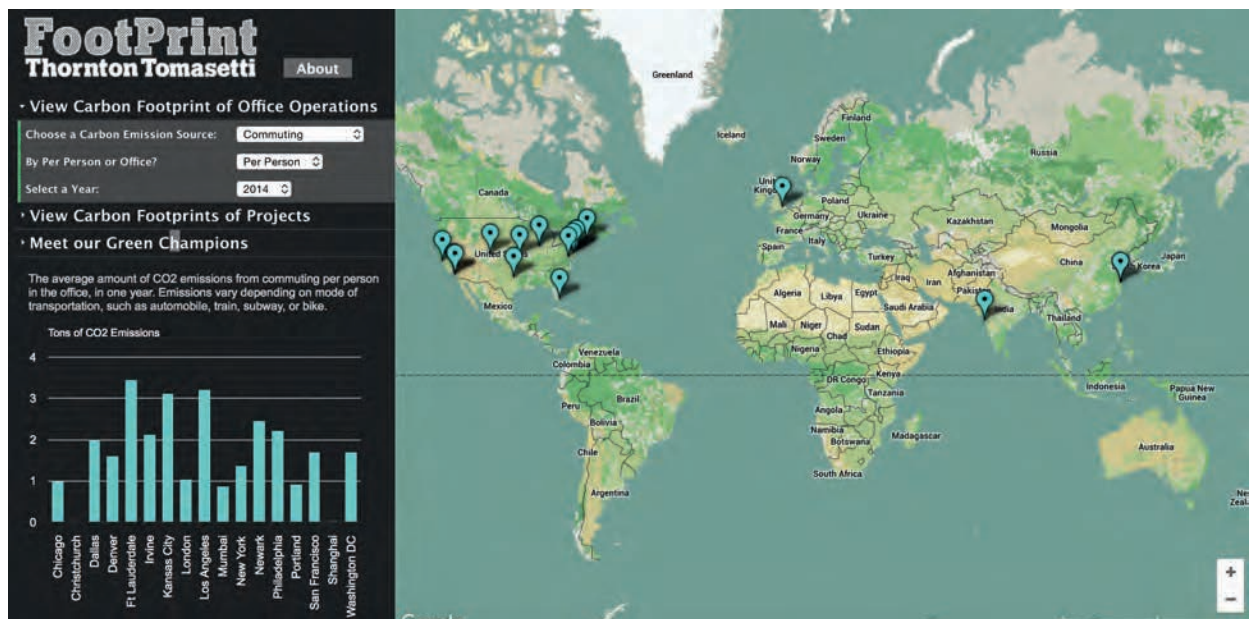 FootPrint
Thornton Tomasetti
About
View Carbon Footprint of Office Operations
Choose a Carbon Emission Source: Commuting
By Per Person or Office? Per Person
Select a Year: 2014
View Carbon Footprints of Projects
Meet our Green Champions
The average amount of CO2 emissions from commuting per person
in the office, in one year. Emissions vary depending on mode of
transportation, such as automobile, train, subway, or bike.
Tons of CO2 Emissions
4
3
2
1
0
Chicago
Christchurch
Dallas
Denver
Ft Lauderdale
Irvine
Kansas City
London
Los Angeles
Mumbai
New York
Newark
Philadelphia
Portland
San Francisco
Shanghai
Washington DC
Greenland
Iceland
Finland
Sweden
Norway
Russia
Canada
Poland
Germany
Ukraine
France
Italy
Spain
Turkey
Kazakhstan
Mongolia
China
Korea
Japan
Afghanistan
Iraq
Iran
Algeria
Libya
Egypt
Saudi Arabia
Mexico
Mali
Niger
Chad
Sudan
Thailand
Nigeria
Ethiopia
Venezuela
Colombia
DR Congo
Kenya
Tanzania
Indonesia
Papua New
Guinea
Peru
Brazil
Bolivia
Angola
Namibia
Botswana
Madagascar
Chile
South Africa
Australia
Argentina
+
−